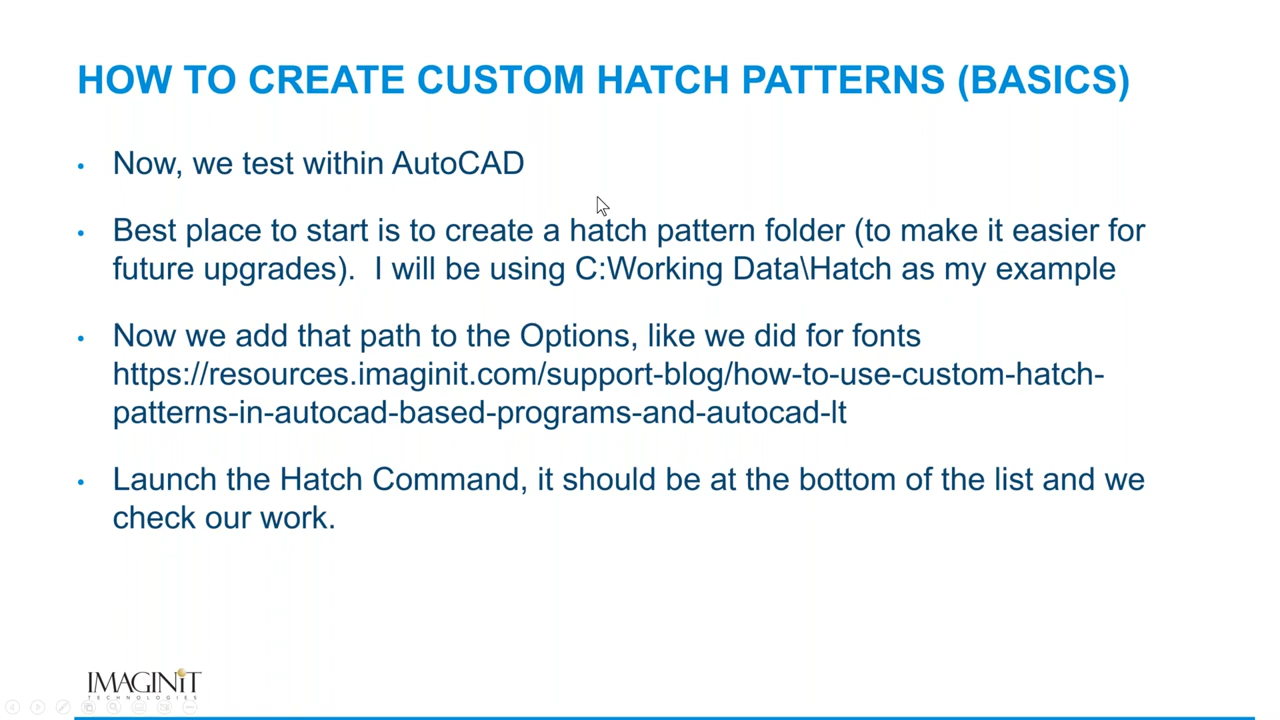 HOW TO CREATE CUSTOM HATCH PATTERNS (BASICS)
• Now, we test within AutoCAD
• Best place to start is to create a hatch pattern folder (to make it easier for
future upgrades).  I will be using C:Working Data\Hatch as my example
• Now we add that path to the Options, like we did for fonts
https://resources.imaginit.com/support-blog/how-to-use-custom-hatch-
patterns-in-autocad-based-programs-and-autocad-lt
• Launch the Hatch Command, it should be at the bottom of the list and we
check our work.
IMAGINiT
TECHNOLOGIES